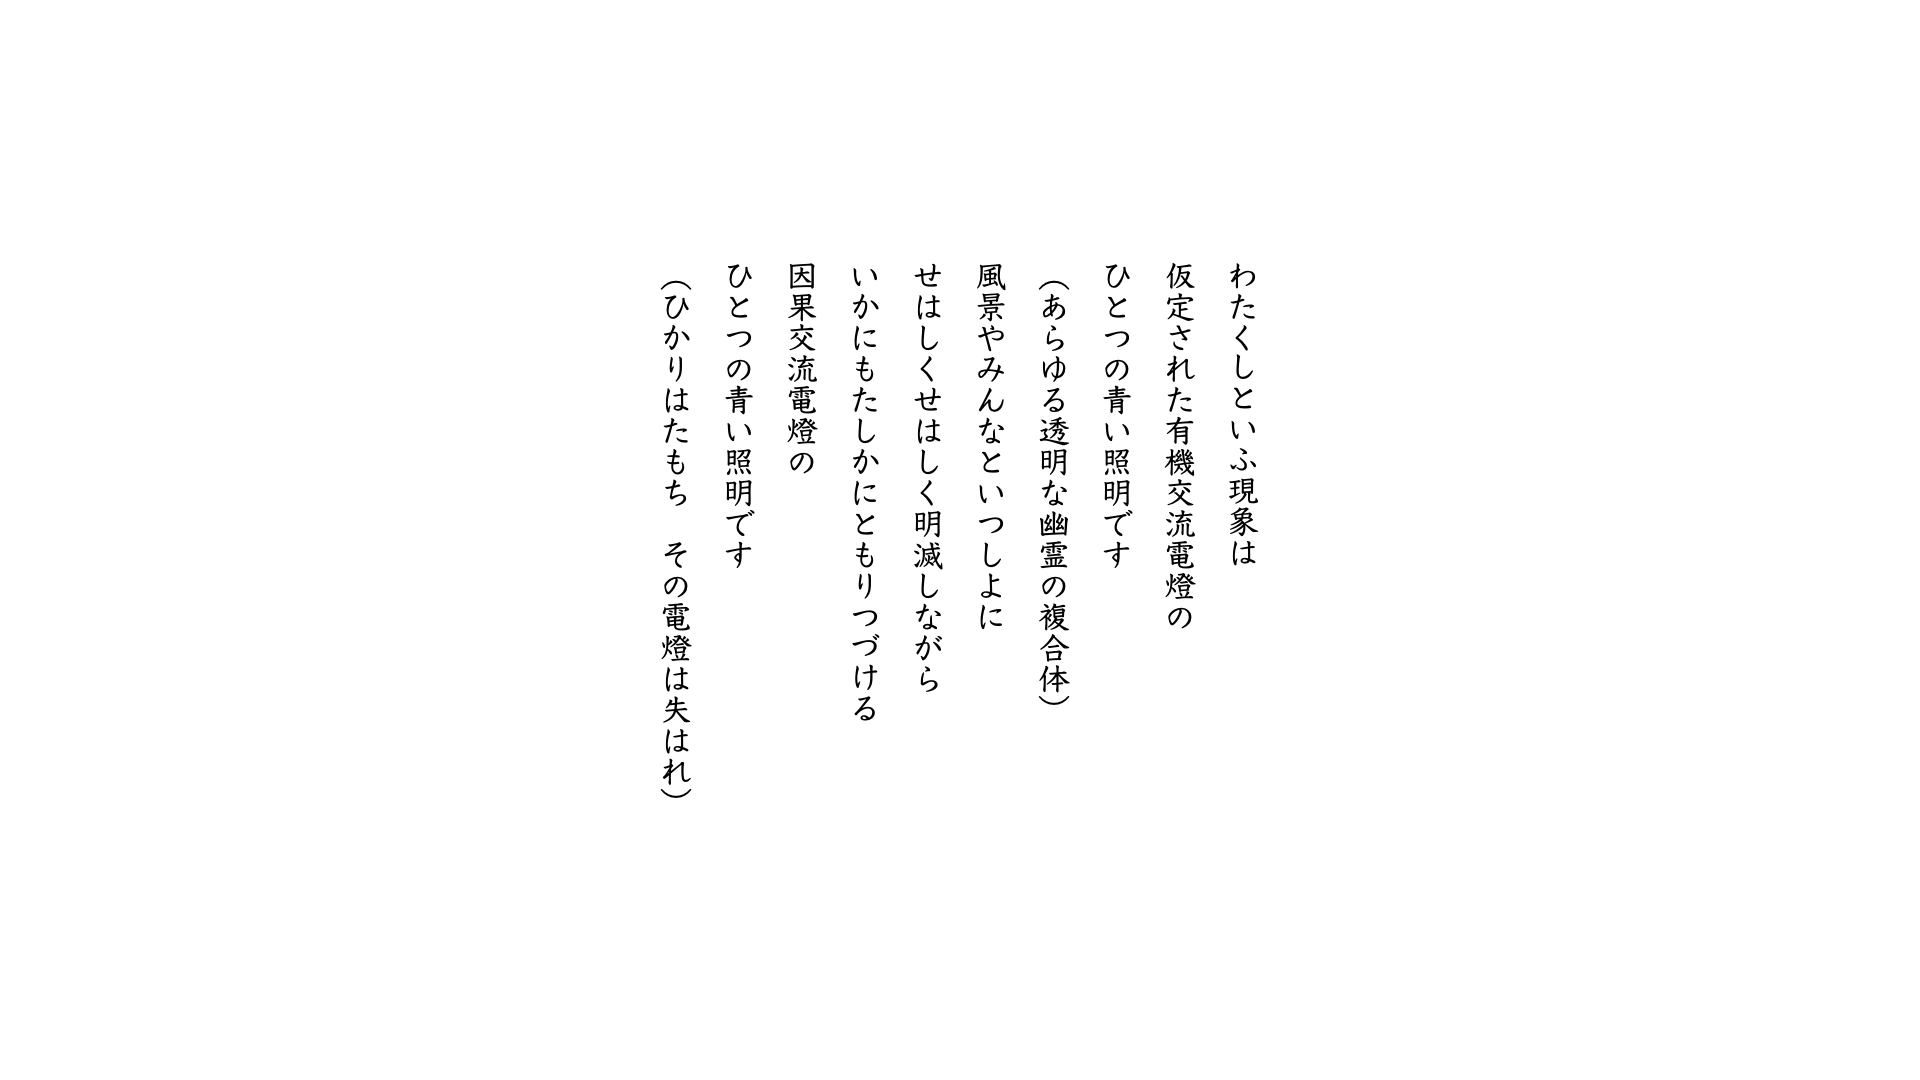 わたくしといふ現象は
仮定された有機交流電燈の
ひとつの青い照明です
（あらゆる透明な幽霊の複合体）
風景やみんなといつしよに
せはしくせはしく明滅しながら
いかにもたしかにともりつづける
因果交流電燈の
ひとつの青い照明です
（ひかりはたもち　その電燈は失はれ）